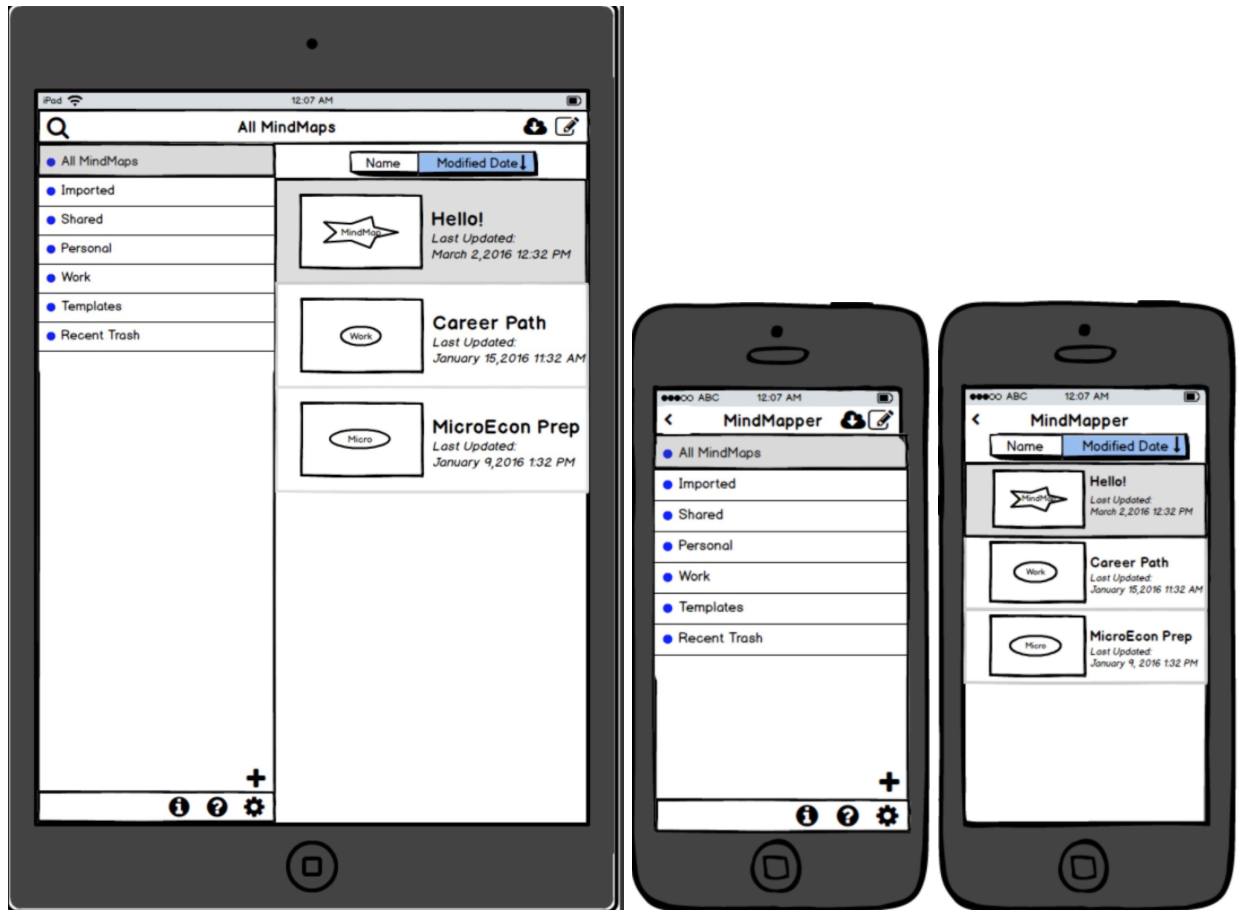 iPad
12:07 AM
All MindMaps
All MindMaps
Imported
Shared
Personal
Work
Templates
Recent Trash
Name
Modified Date
MindMap
Hello!
Last Updated:
March 2,2016 12:32 PM
Work
Career Path
Last Updated:
January 15,2016 11:32 AM
Micro
MicroEcon Prep
Last Updated:
January 9,2016 1:32 PM
ABC 12:07 AM
MindMapper
All MindMaps
Imported
Shared
Personal
Work
Templates
Recent Trash
ABC 12:07 AM
MindMapper
Name
Modified Date
MindMap
Hello!
Last Updated:
March 2,2016 12:32 PM
Work
Career Path
Last Updated:
January 15,2016 11:32 AM
Micro
MicroEcon Prep
Last Updated:
January 9, 2016 1:32 PM